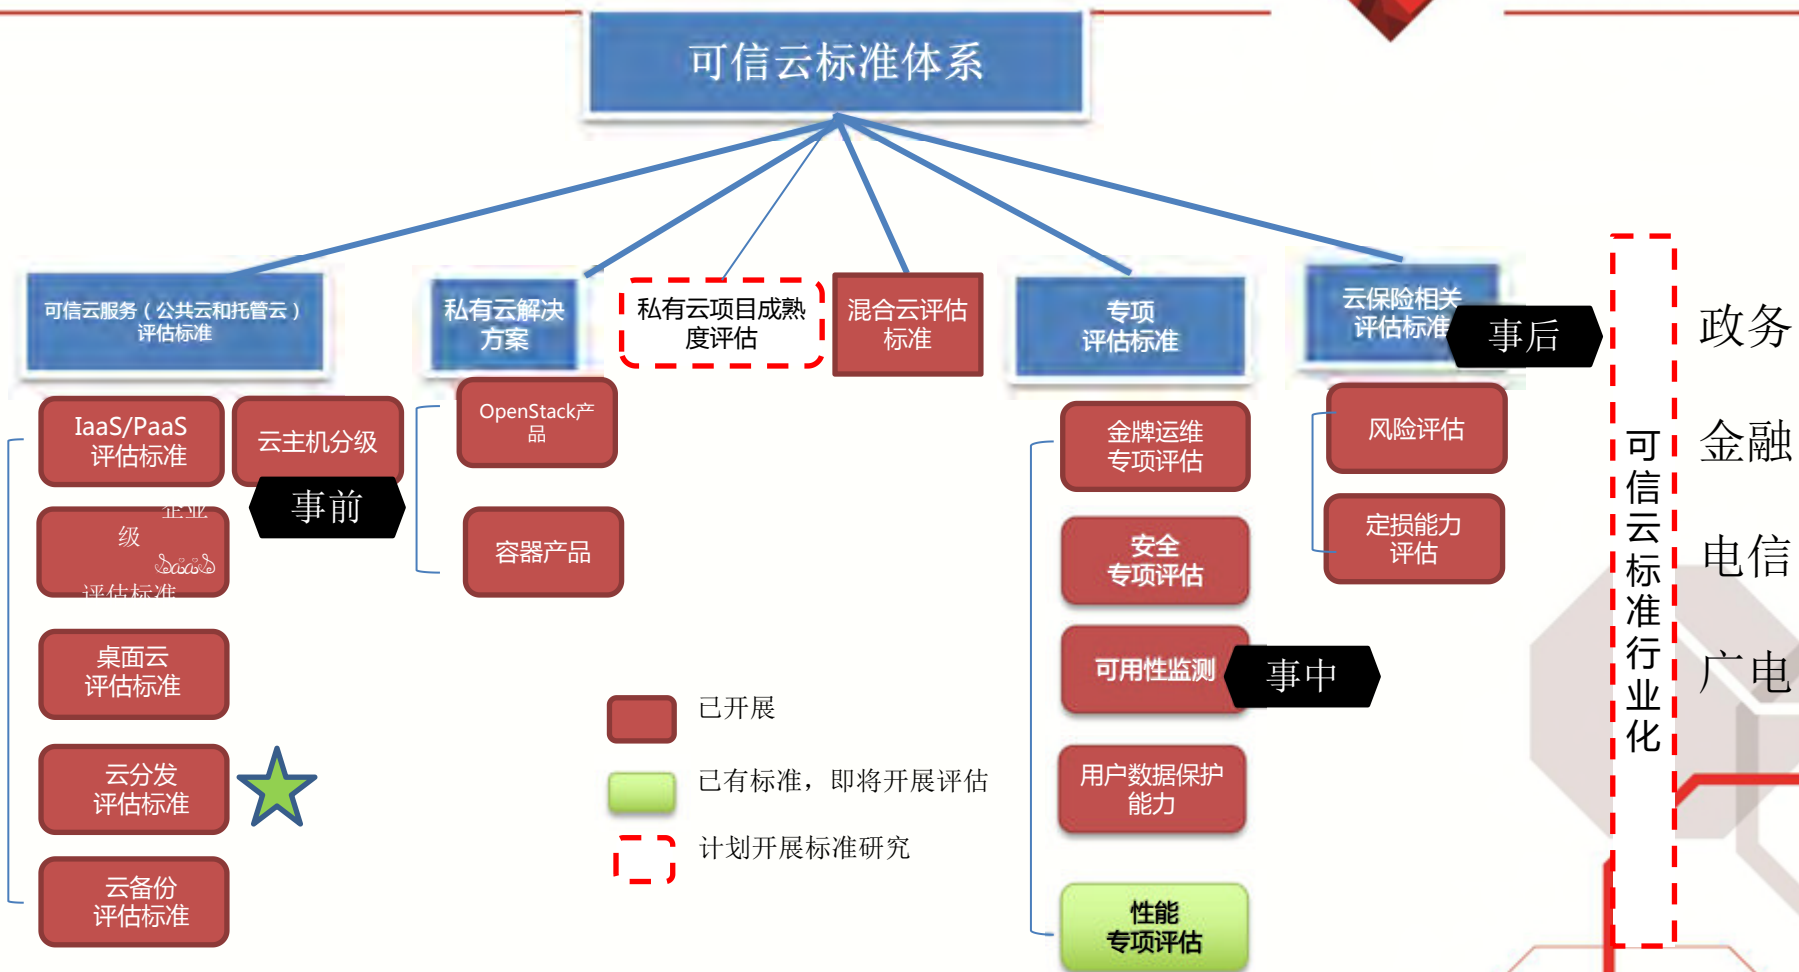 可信云标准体系
可信云服务（公共云和托管云）
评估标准
私有云解决
方案
私有云项目成熟
度评估
混合云评估
标准
专项
评估标准
云保险相关
评估标准
事后
IaaS/PaaS
评估标准
云主机分级
事前
企业
级
SaaS
评估标准
桌面云
评估标准
云分发
评估标准
云备份
评估标准
OpenStack产
品
容器产品
金牌运维
专项评估
安全
专项评估
可用性监测
事中
用户数据保护
能力
性能
专项评估
风险评估
定损能力
评估
已开展
已有标准，即将开展评估
计划开展标准研究
可信云标准行业化
政务
金融
电信
广电